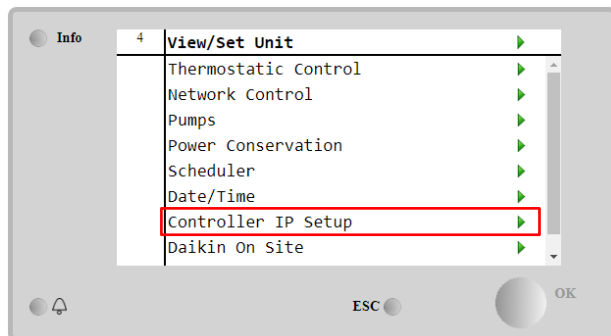 Info
4 View/Set Unit
Thermostatic Control
Network Control
Pumps
Power Conservation
Scheduler
Date/Time
Controller IP Setup
Daikin On Site
ESC
OK